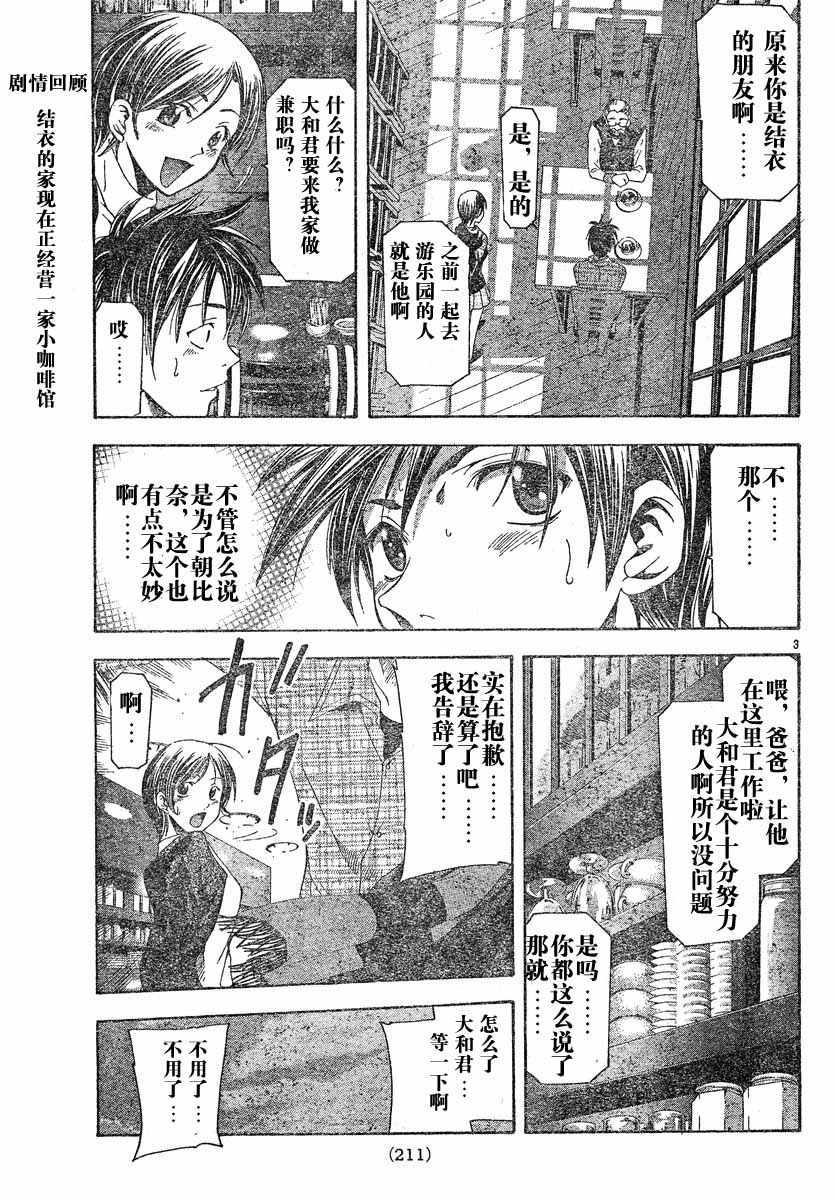 原来你是结衣
的朋友啊……
是，是的
之前一起去
游乐园的人
就是他啊
什么什么？
大和君要来我家做
兼职吗？
哎
……
剧情回顾
结衣的家现在正经营一家小咖啡馆
不……
那个……
不管怎么说
是为了朝比
奈，这个也
有点不太妙
啊……
3
喂，爸爸，让他
在这里工作啦
大和君是个十分努力
的人啊所以没问题
是吗……
你都这么说了
那就……
实在抱歉……
还是算了吧……
我告辞了……
啊…
怎么了
大和君…
等一下啊
不用了…
不用了…
(211)